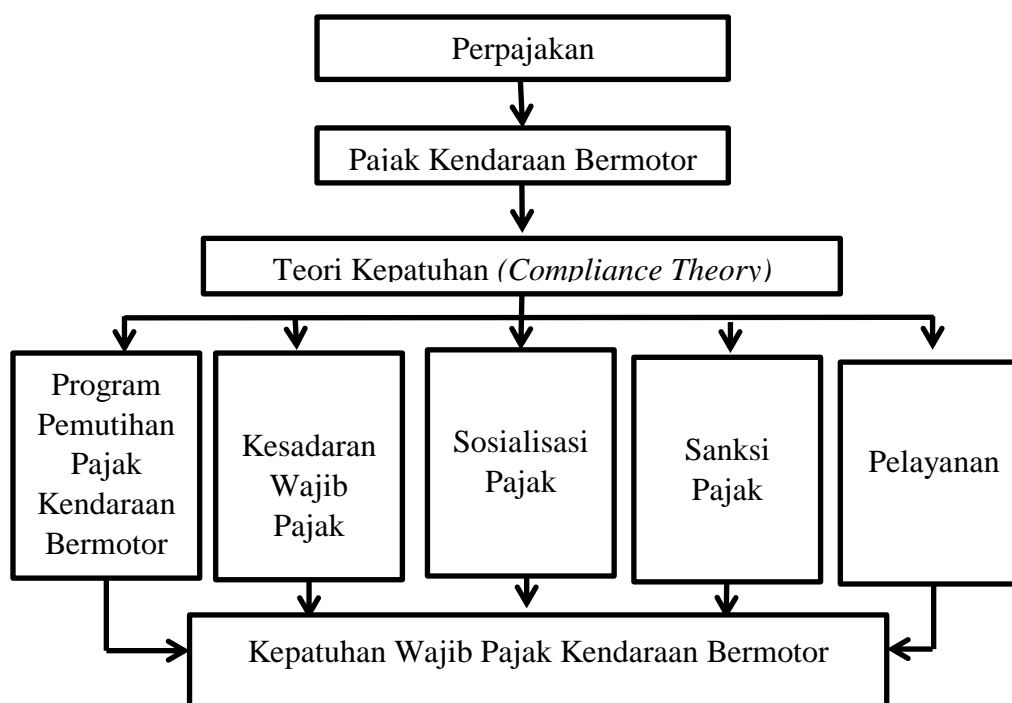 Perpajakan
Pajak Kendaraan Bermotor
Teori Kepatuhan (Compliance Theory)
Program
Pemutihan
Pajak
Kendaraan
Bermotor
Kesadaran
Wajib
Pajak
Sosialisasi
Pajak
Sanksi
Pajak
Pelayanan
Kepatuhan Wajib Pajak Kendaraan Bermotor